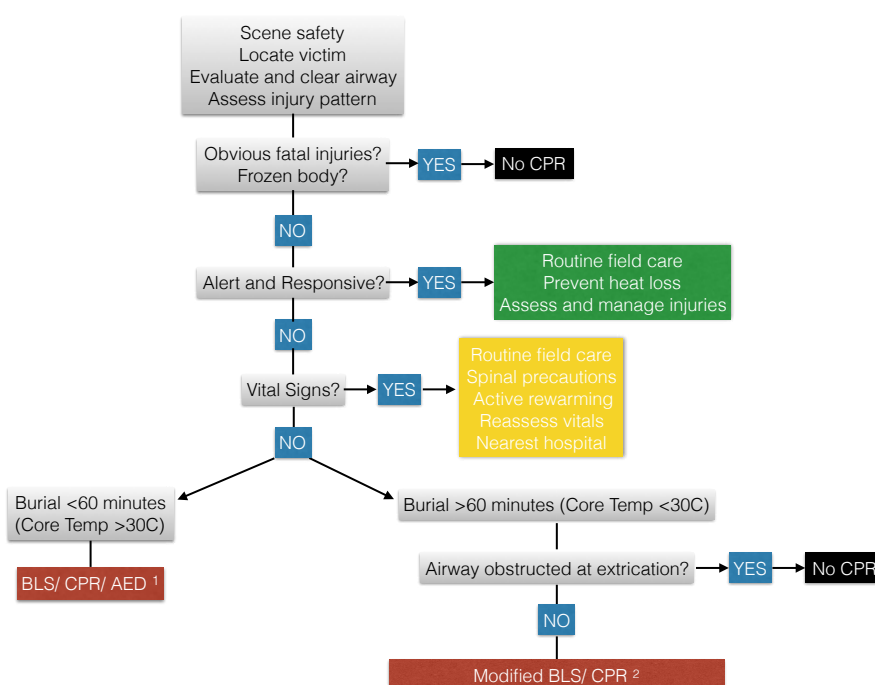 Scene safety
Locate victim
Evaluate and clear airway
Assess injury pattern
Obvious fatal injuries?
Frozen body?
YES
No CPR
NO
Alert and Responsive?
YES
Routine field care
Prevent heat loss
Assess and manage injuries
NO
Vital Signs?
YES
Routine field care
Spinal precautions
Active rewarming
Reassess vitals
Nearest hospital
NO
Burial <60 minutes
(Core Temp >30C)
BLS/ CPR/ AED ¹
Burial >60 minutes (Core Temp <30C)
Airway obstructed at extrication?
YES
No CPR
NO
Modified BLS/ CPR ²